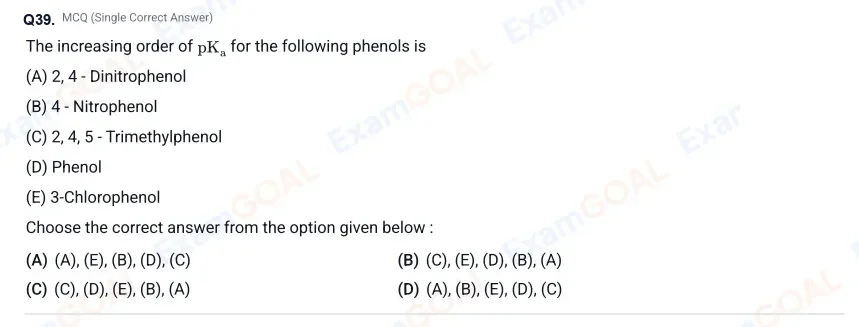 Q39. MCQ (Single Correct Answer)
The increasing order of pKₐ for the following phenols is
(A) 2, 4 - Dinitrophenol
(B) 4 - Nitrophenol
(C) 2, 4, 5 - Trimethylphenol
(D) Phenol
(E) 3-Chlorophenol
Choose the correct answer from the option given below :
(A) (A), (E), (B), (D), (C) (B) (C), (E), (D), (B), (A)
(C) (C), (D), (E), (B), (A) (D) (A), (B), (E), (D), (C)
ExamGOAL